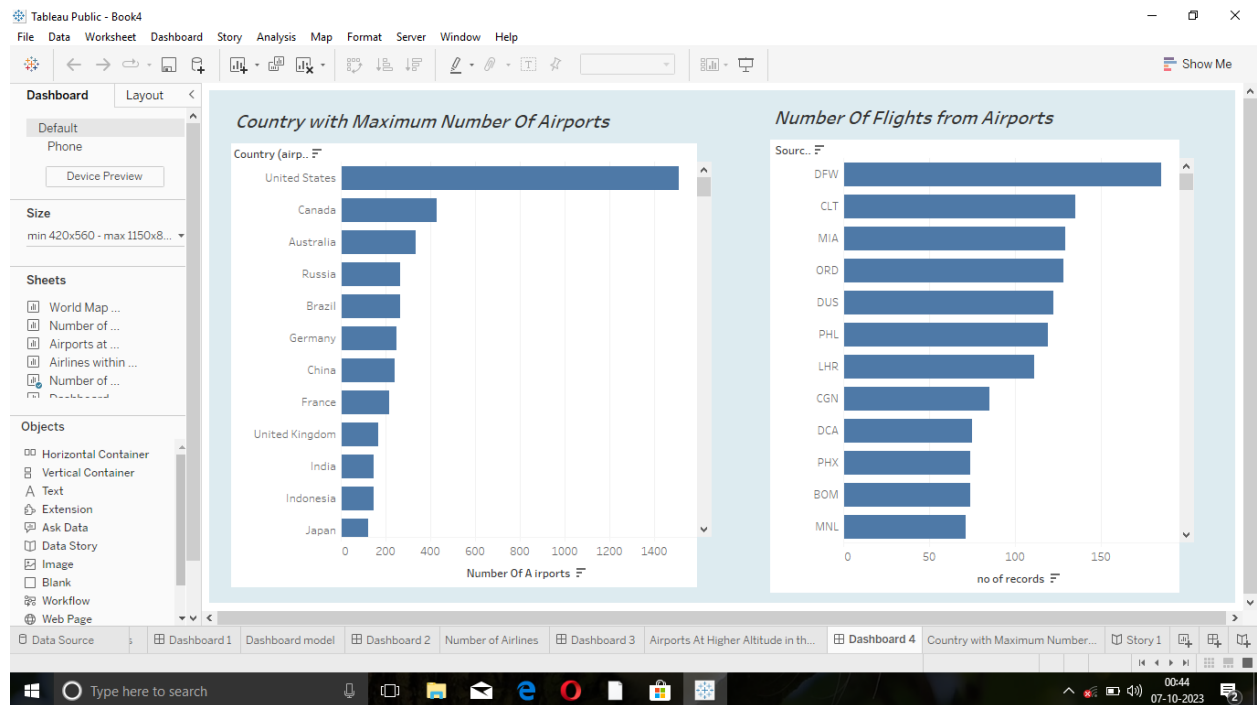 Tableau Public - Book4
File Data Worksheet Dashboard Story Analysis Map Format Server Window Help
Show Me
Dashboard Layout
Default
Phone
Device Preview
Size
min 420x560 - max 1150x8...
Sheets
World Map ...
Number of ...
Airports at ...
Airlines within ...
Number of ...
Dashboard
Objects
Horizontal Container
Vertical Container
A Text
Extension
Ask Data
Data Story
Image
Blank
Workflow
Web Page
Country with Maximum Number Of Airports
Country (airp..
United States
Canada
Australia
Russia
Brazil
Germany
China
France
United Kingdom
India
Indonesia
Japan
0 200 400 600 800 1000 1200 1400
Number Of A irports
Number Of Flights from Airports
Sourc..
DFW
CLT
MIA
ORD
DUS
PHL
LHR
CGN
DCA
PHX
BOM
MNL
0 50 100 150
no of records
Data Source s Dashboard 1 Dashboard model Dashboard 2 Number of Airlines Dashboard 3 Airports At Higher Altitude in th... Dashboard 4 Country with Maximum Number... Story 1
Type here to search
00:44
07-10-2023
2